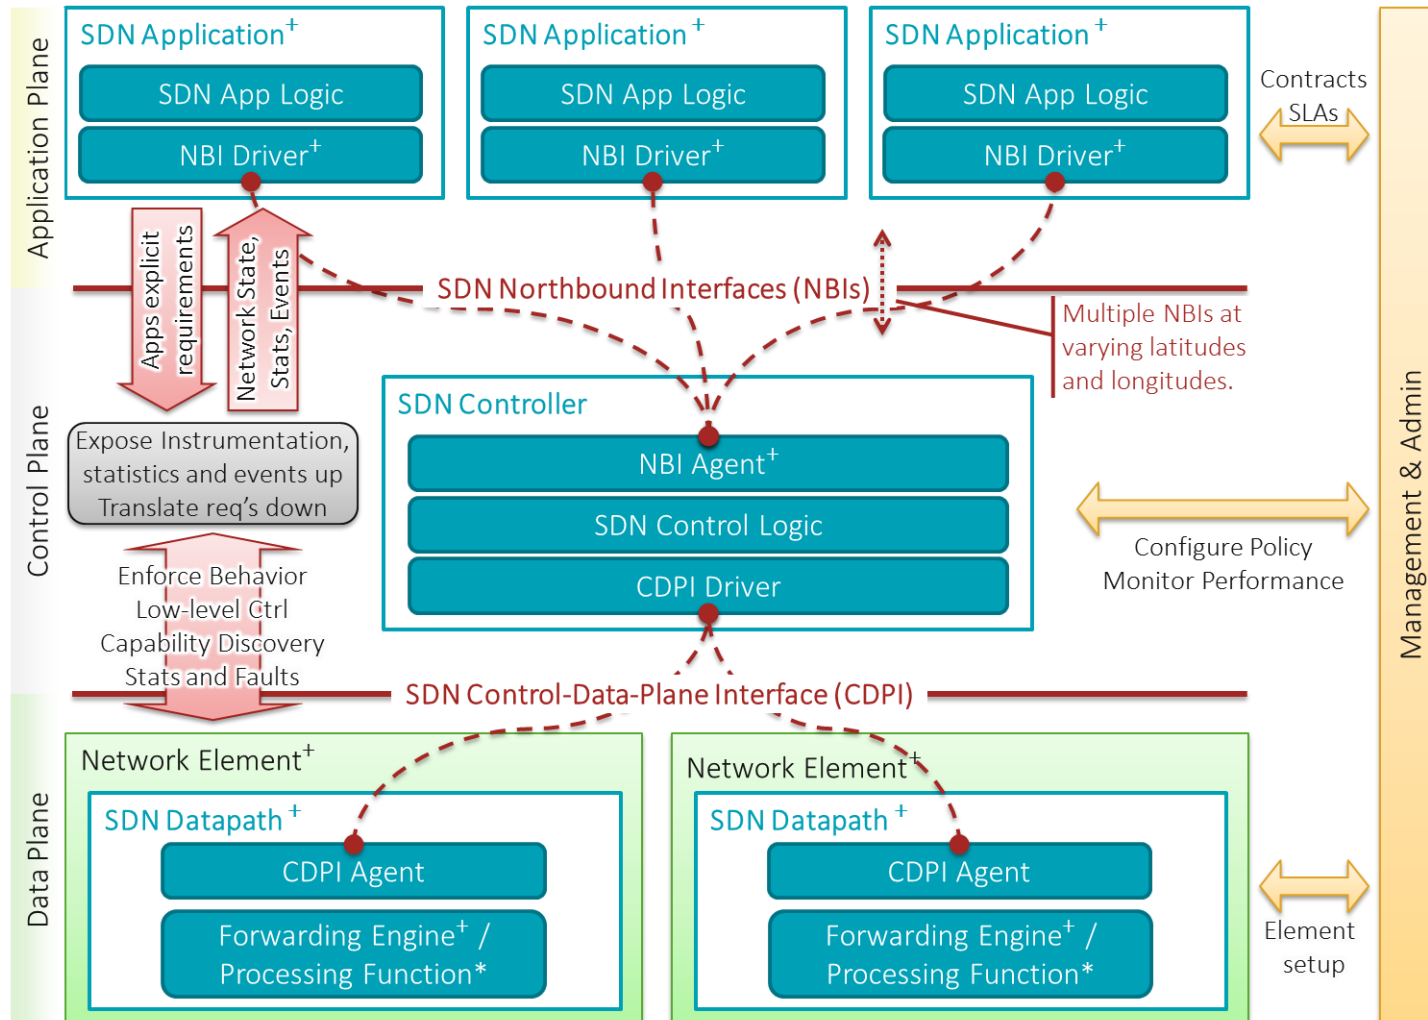 Application Plane
SDN Application+
SDN App Logic
NBI Driver+
SDN Application +
SDN App Logic
NBI Driver+
SDN Application +
SDN App Logic
NBI Driver+
Contracts
SLAs
Apps explicit
requirements
Network State,
Stats, Events
SDN Northbound Interfaces (NBIs)
Multiple NBIs at
varying latitudes
and longitudes.
Control Plane
Expose Instrumentation,
statistics and events up
Translate req's down
SDN Controller
NBI Agent+
SDN Control Logic
CDPI Driver
Configure Policy
Monitor Performance
Management & Admin
Enforce Behavior
Low-level Ctrl
Capability Discovery
Stats and Faults
SDN Control-Data-Plane Interface (CDPI)
Data Plane
Network Element+
SDN Datapath +
CDPI Agent
Forwarding Engine+ /
Processing Function*
Network Element+
SDN Datapath +
CDPI Agent
Forwarding Engine+ /
Processing Function*
Element
setup